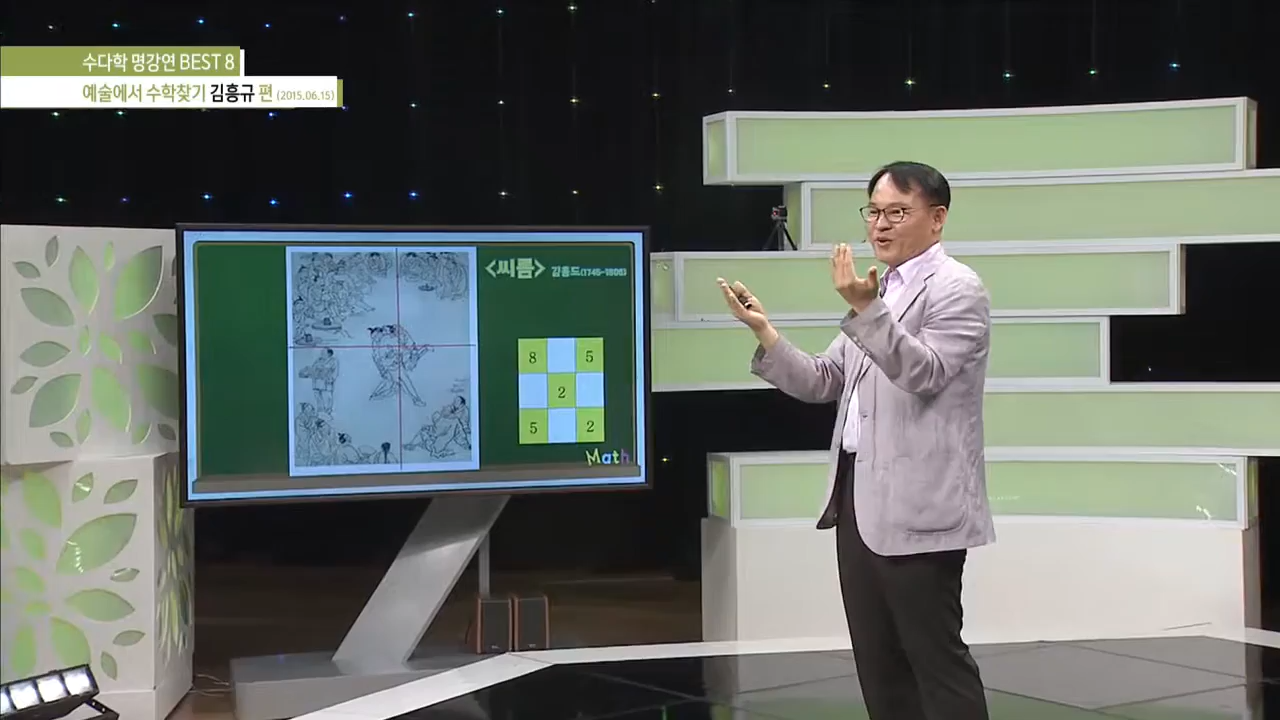 수다학 명강연 BEST 8
예술에서 수학찾기 김흥규 편 (2015.06.15)
<씨름> 김홍도(1745-1806)
8 5
2
5 2
Math